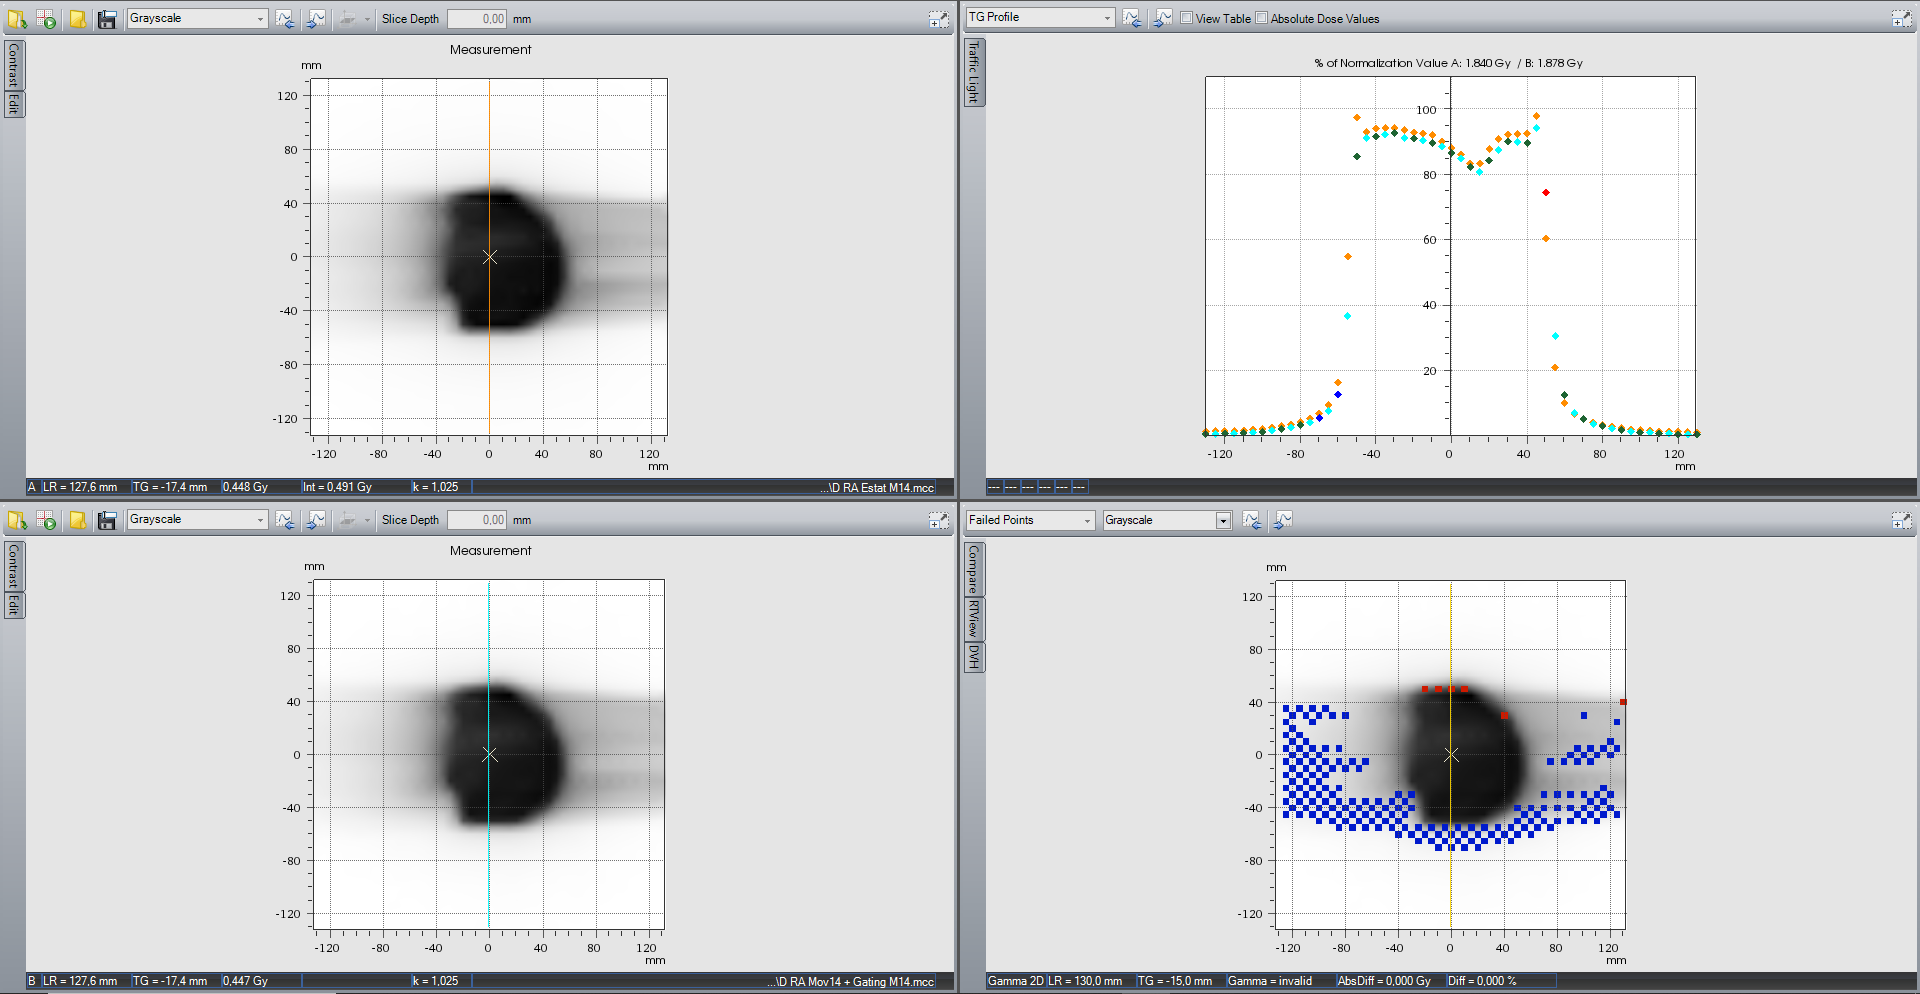 Grayscale
Slice Depth 0,00 mm
Contrast
Edit
Measurement
mm
120
80
40
0
-40
-80
-120
-120 -80 -40 0 40 80 120
mm
A LR = 127,6 mm TG = -17,4 mm 0,448 Gy Int = 0,491 Gy k = 1,025 ...\D RA Estat M14.mcc
TG Profile View Table Absolute Dose Values
Traffic Light
% of Normalization Value A: 1.840 Gy / B: 1.878 Gy
100
80
60
40
20
-120 -80 -40 0 40 80 120
mm
--- --- --- --- --- ---
Grayscale
Slice Depth 0,00 mm
Contrast
Edit
Measurement
mm
120
80
40
0
-40
-80
-120
-120 -80 -40 0 40 80 120
mm
B LR = 127,6 mm TG = -17,4 mm 0,447 Gy k = 1,025 ...\D RA Mov14 + Gating M14.mcc
Failed Points Grayscale
Compare
RTView
DVH
mm
120
80
40
0
-40
-80
-120
-120 -80 -40 0 40 80 120
mm
Gamma 2D LR = 130,0 mm TG = -15,0 mm Gamma = invalid AbsDiff = 0,000 Gy Diff = 0,000 %